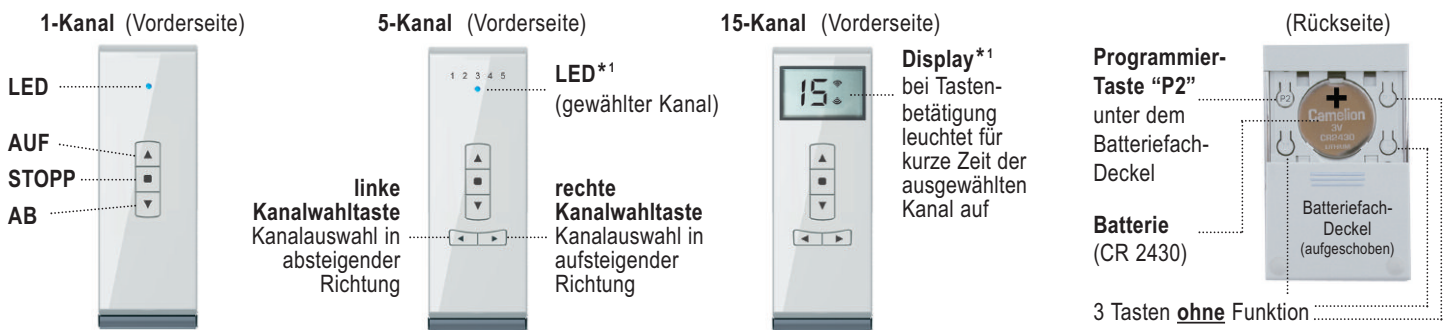 1-Kanal (Vorderseite)
LED
AUF
STOPP
AB
5-Kanal (Vorderseite)
1 2 3 4 5
LED*1
(gewählter Kanal)
linke
Kanalwahltaste
Kanalauswahl in
absteigender
Richtung
rechte
Kanalwahltaste
Kanalauswahl in
aufsteigender
Richtung
15-Kanal (Vorderseite)
15
Display*1
bei Tasten-
betätigung
leuchtet für
kurze Zeit der
ausgewählten
Kanal auf
(Rückseite)
Programmier-
Taste “P2”
unter dem
Batteriefach-
Deckel
Batterie
(CR 2430)
P2
+
Camelion
3V
CR2430
Batteriefach-
Deckel
(aufgeschoben)
3 Tasten ohne Funktion